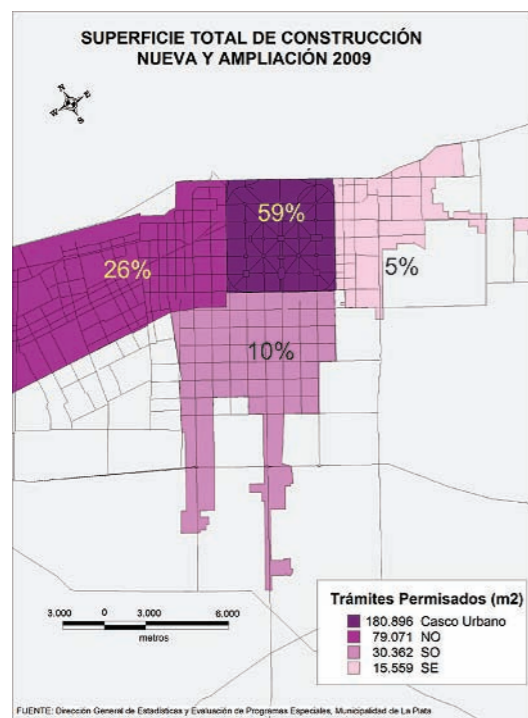 SUPERFICIE TOTAL DE CONSTRUCCIÓN
NUEVA Y AMPLIACIÓN 2009
N
E
W
S
59%
26%
5%
10%
3.000 0 3.000 6.000
metros
Trámites Permisados (m2)
180.896 Casco Urbano
79.071 NO
30.362 SO
15.559 SE
FUENTE: Dirección General de Estadísticas y Evaluación de Programas Especiales, Municipalidad de La Plata